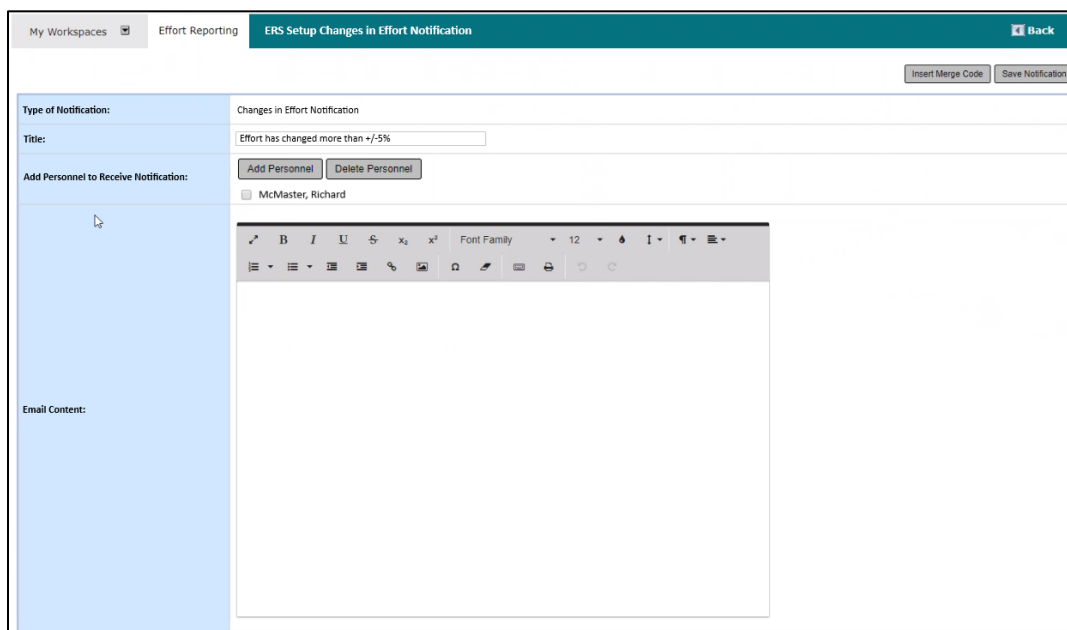 My Workspaces Effort Reporting ERS Setup Changes in Effort Notification Back
Insert Merge Code Save Notification
Type of Notification: Changes in Effort Notification
Title: Effort has changed more than +/-5%
Add Personnel to Receive Notification: Add Personnel Delete Personnel
McMaster, Richard
B I U S x₂ x² Font Family 12
Ω
Email Content: